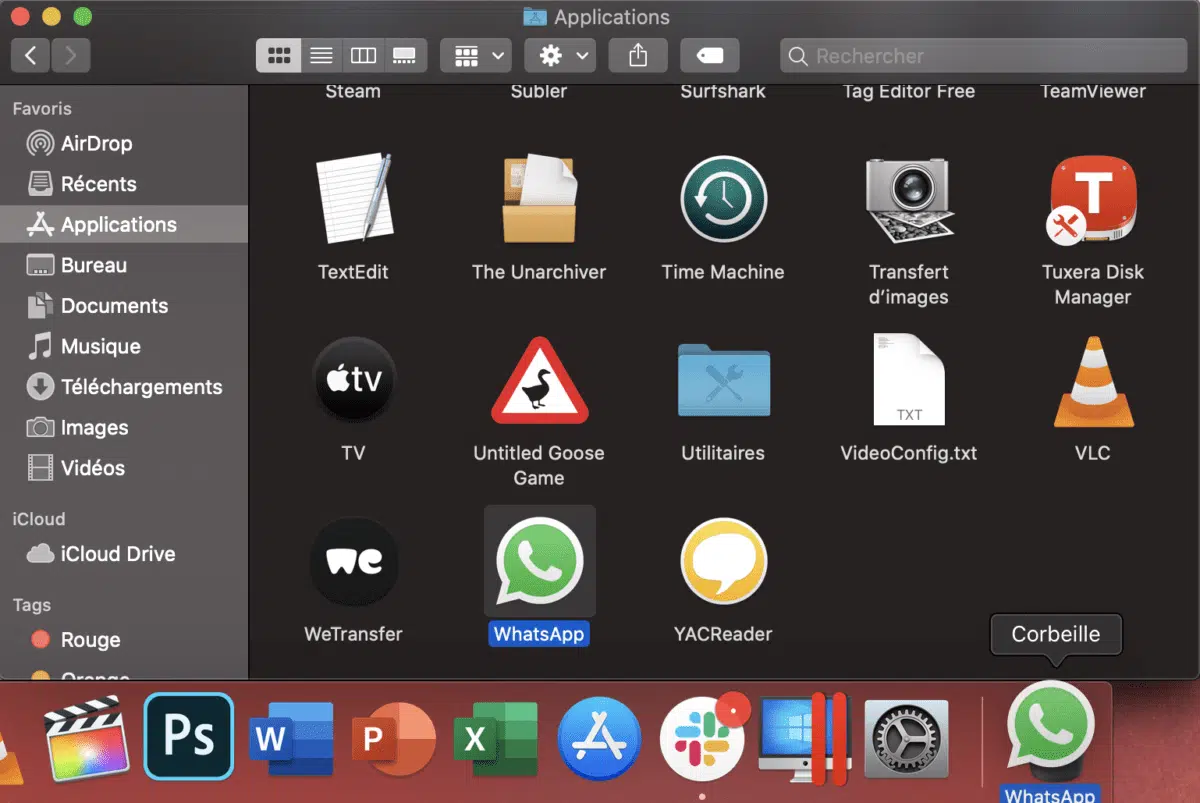 Applications
Rechercher
Favoris
AirDrop
Récents
Applications
Bureau
Documents
Musique
Téléchargements
Images
Vidéos
iCloud
iCloud Drive
Tags
Rouge
Orange
Steam
Subler
Surfshark
Tag Editor Free
TeamViewer
TextEdit
The Unarchiver
Time Machine
Transfert
d’images
T
Tuxera Disk
Manager
tv
TV
Untitled Goose
Game
Utilitaires
TXT
VideoConfig.txt
VLC
we
WeTransfer
WhatsApp
YACReader
Corbeille
Ps
W
P
X
WhatsApp